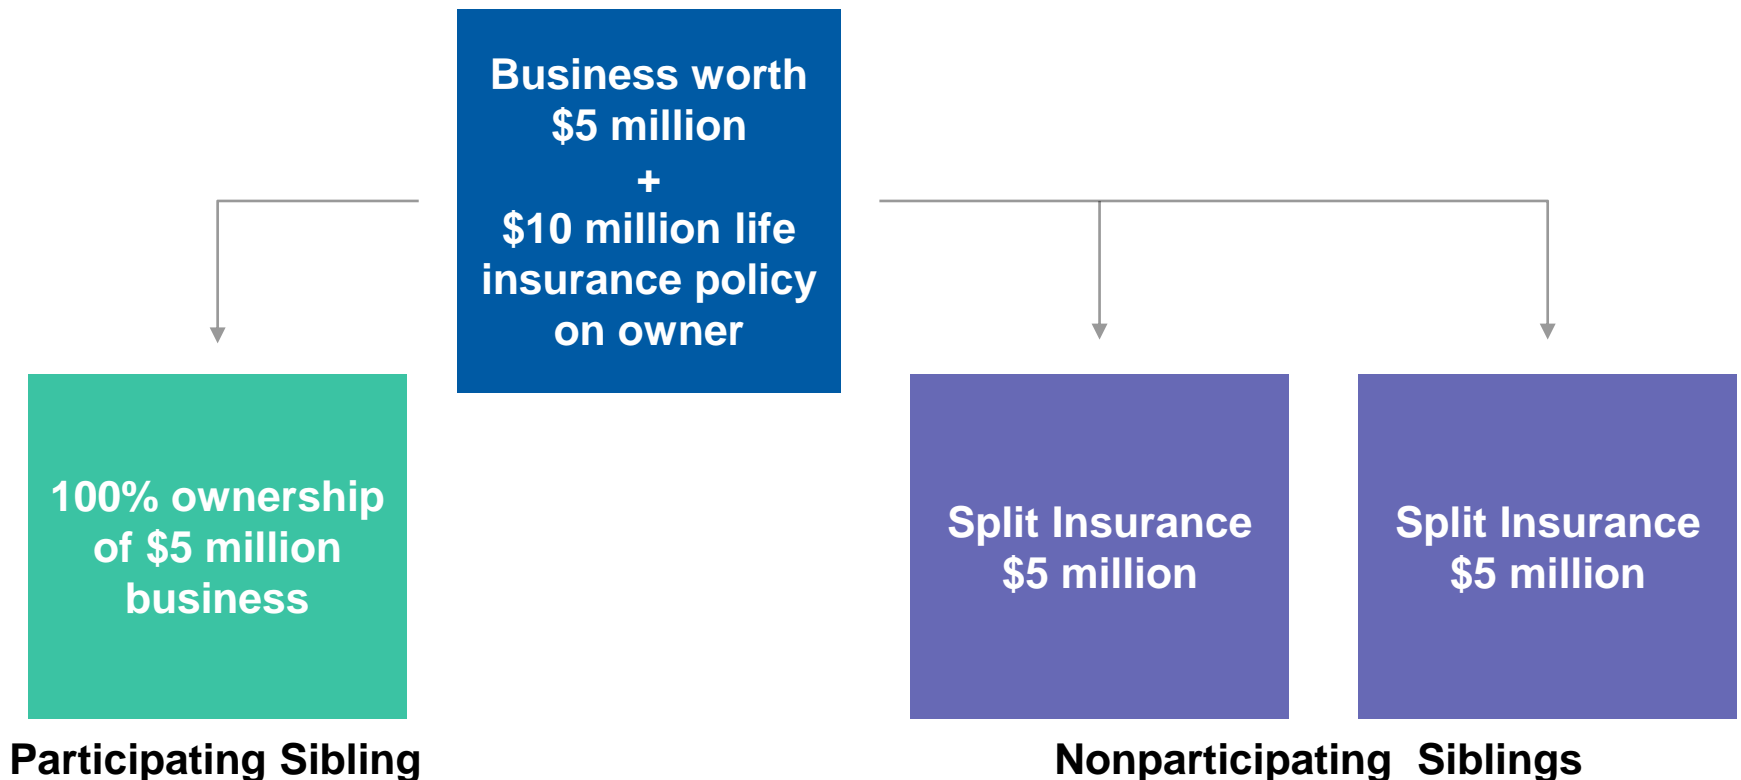 Business worth
$5 million
+
$10 million life
insurance policy
on owner
100% ownership
of $5 million
business
Split Insurance
$5 million
Split Insurance
$5 million
Participating Sibling
Nonparticipating  Siblings